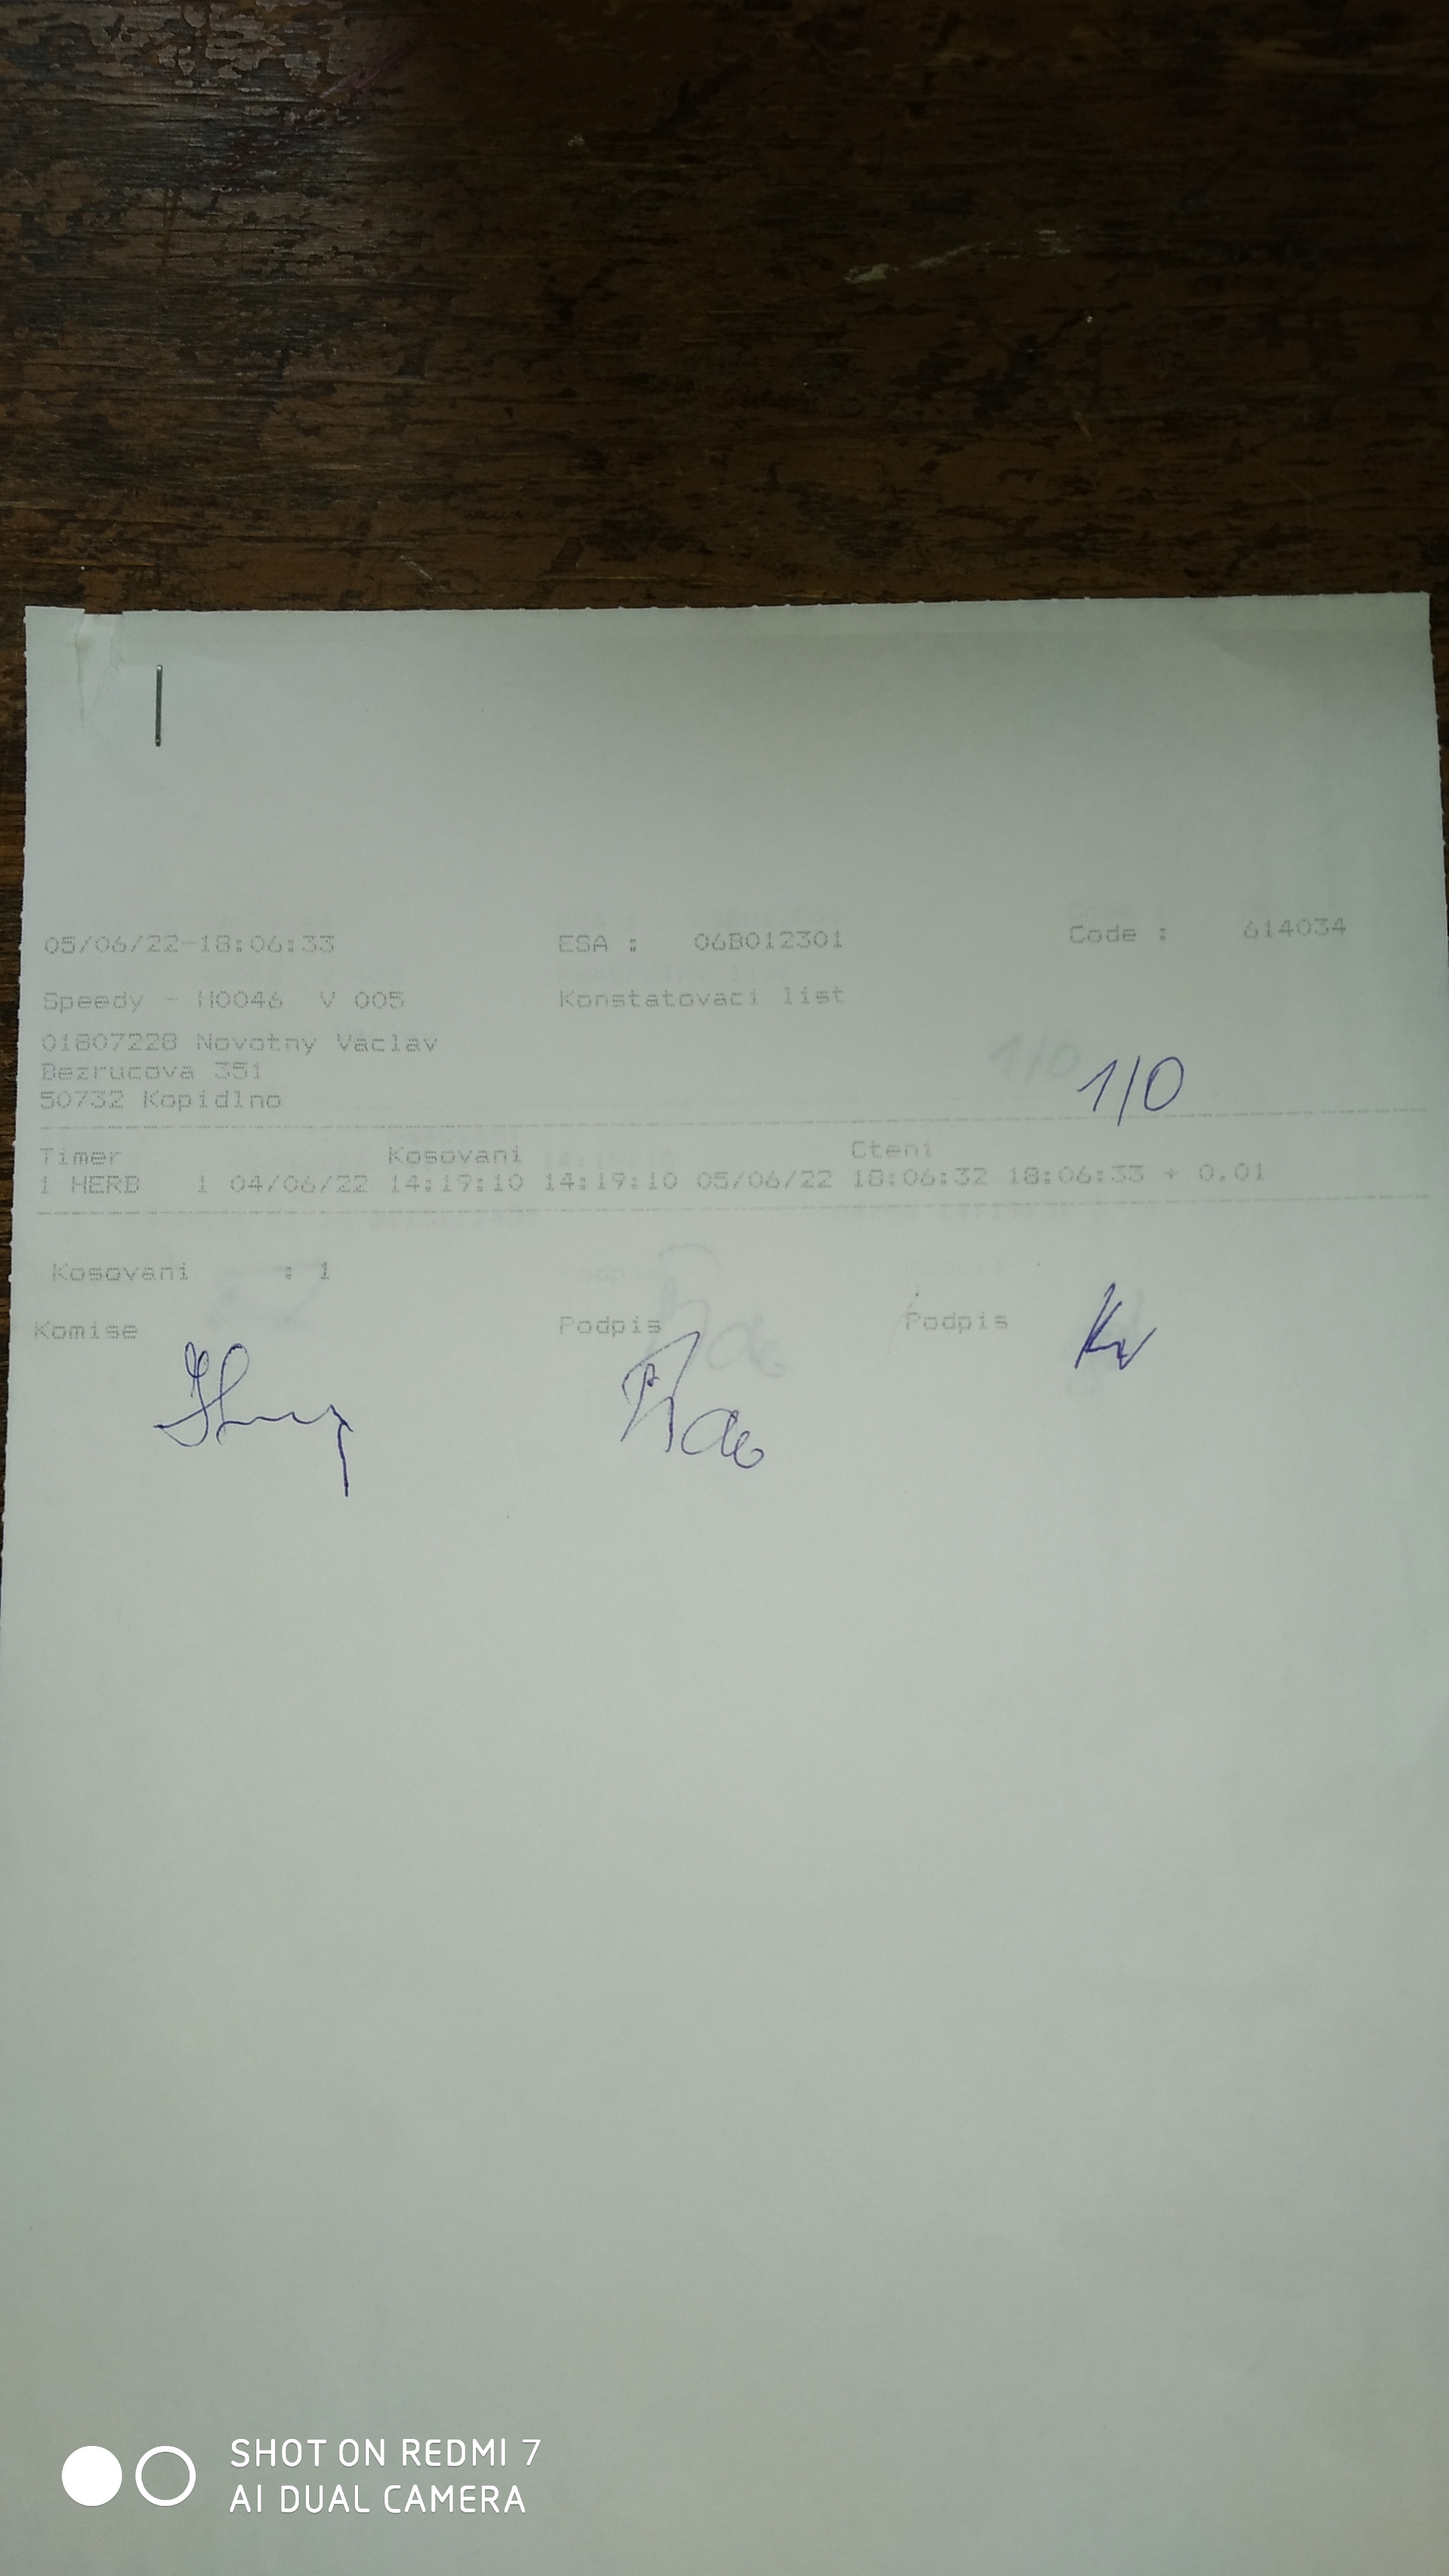 05/06/22-18:06:33 ESA : 06B012301 Code : 614034
Speedy - H0046 V 005 Konstatovaci list
01807228 Novotny Vaclav
Bezrucova 351
50732 Kopidlno
1/0
Timer Kosovani Cteni
1 HERB 1 04/06/22 14:19:10 14:19:10 05/06/22 18:06:32 18:06:33 + 0.01
Kosovani : 1
Komise Podpis Podpis
SHOT ON REDMI 7
AI DUAL CAMERA